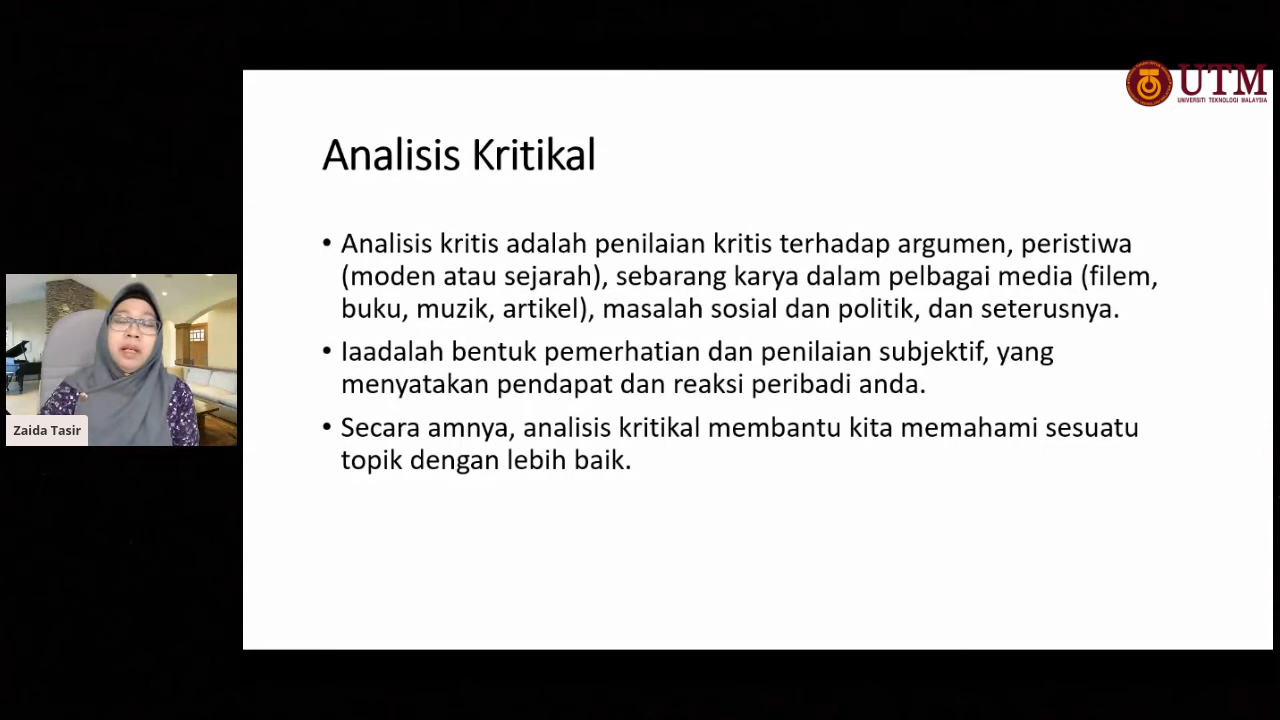 UTM
UNIVERSITI TEKNOLOGI MALAYSIA
Analisis Kritikal
• Analisis kritis adalah penilaian kritis terhadap argumen, peristiwa
(moden atau sejarah), sebarang karya dalam pelbagai media (filem,
buku, muzik, artikel), masalah sosial dan politik, dan seterusnya.
• Iaadalah bentuk pemerhatian dan penilaian subjektif, yang
menyatakan pendapat dan reaksi peribadi anda.
• Secara amnya, analisis kritikal membantu kita memahami sesuatu
topik dengan lebih baik.
Zaida Tasir